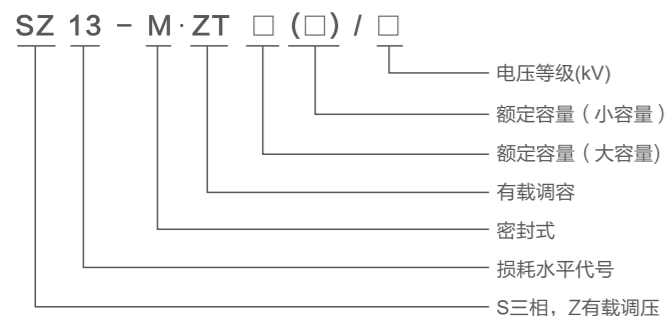 SZ 13 - M·ZT □ (□) / □
电压等级(kV)
额定容量（小容量）
额定容量（大容量)
有载调容
密封式
损耗水平代号
S三相，Z有载调压